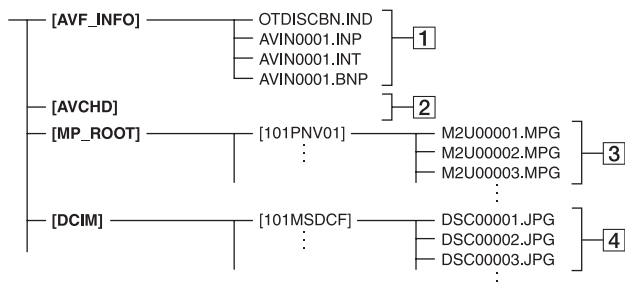 [AVF_INFO] OTDISCBN.IND
AVIN0001.INP
AVIN0001.INT
AVIN0001.BNP
1
[AVCHD] 2
[MP_ROOT] [101PNV01] M2U00001.MPG
M2U00002.MPG
M2U00003.MPG
3
[DCIM] [101MSDCF] DSC00001.JPG
DSC00002.JPG
DSC00003.JPG
4